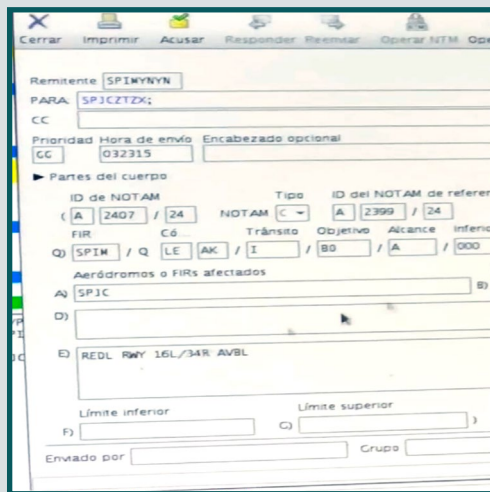 Cerrar Imprimir Acusar Responder Reenviar Operar NTM Ope
Remitente SPIMYNYN
PARA: SPJCZTZX;
CC
Prioridad Hora de envío Encabezado opcional
GG 032315
Partes del cuerpo
ID de NOTAM Tipo ID del NOTAM de referen
( A 2407 / 24 NOTAM C A 2399 / 24
FIR Có... Tránsito Objetivo Alcance Inferio
Q) SPIM / Q LE AK / I / BO / A / 000
Aeródromos o FIRs afectados
A) SPJC B)
D)
E) REDL RWY 16L/34R AVBL
Límite inferior Límite superior
F) G) )
Enviado por Grupo